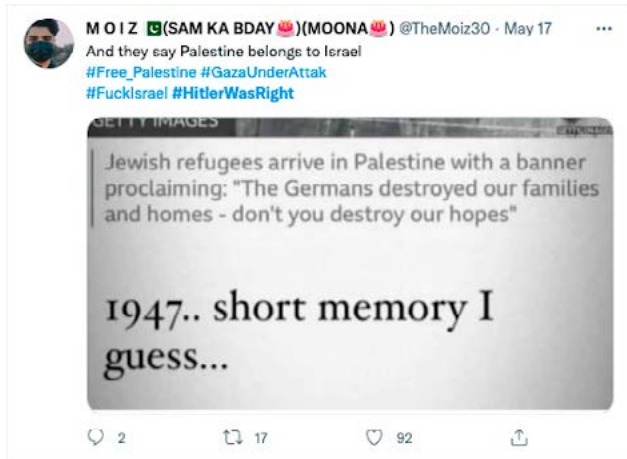 M O I Z 🇵🇰(SAM KA BDAY🎂)(MOONA🎂) @TheMoiz30 · May 17
And they say Palestine belongs to Israel
#Free_Palestine #GazaUnderAttak
#FuckIsrael #HitlerWasRight
GETTY IMAGES
Jewish refugees arrive in Palestine with a banner
proclaiming: "The Germans destroyed our families
and homes - don't you destroy our hopes"
1947.. short memory I
guess...
2 17 92